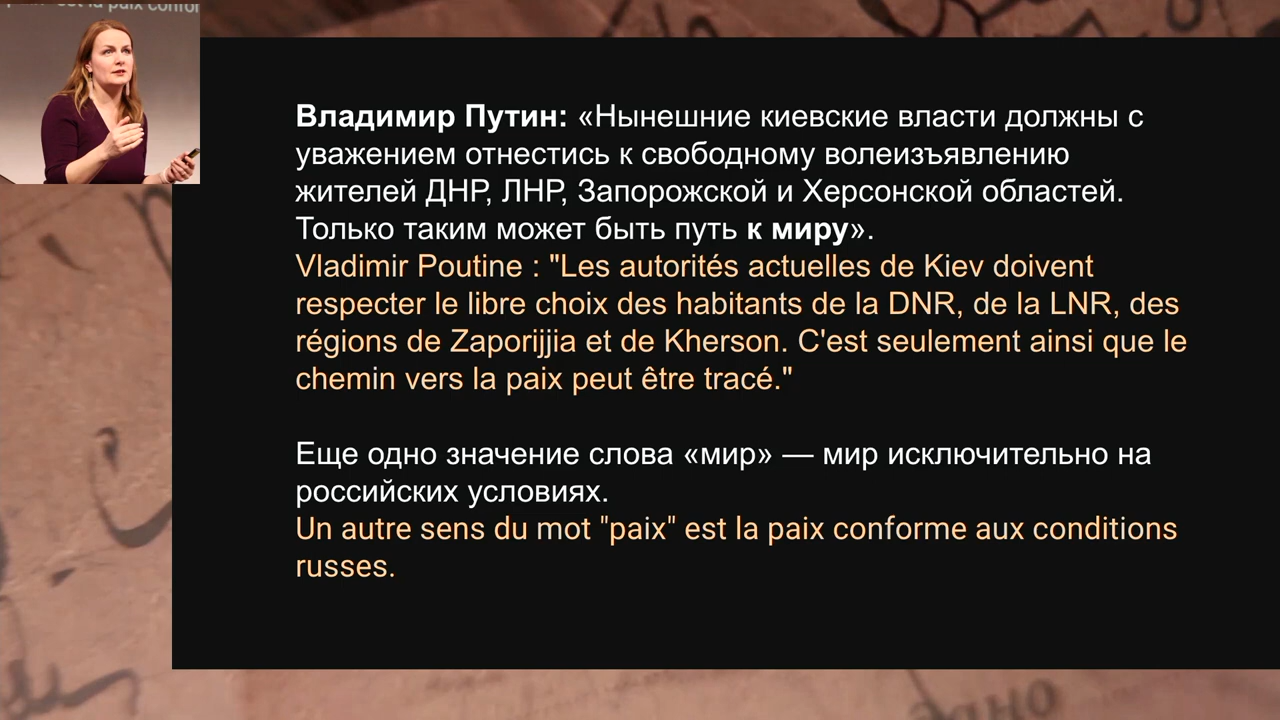 est la paix confor
Владимир Путин: «Нынешние киевские власти должны с
уважением отнестись к свободному волеизъявлению
жителей ДНР, ЛНР, Запорожской и Херсонской областей.
Только таким может быть путь к миру».
Vladimir Poutine : "Les autorités actuelles de Kiev doivent
respecter le libre choix des habitants de la DNR, de la LNR, des
régions de Zaporijjia et de Kherson. C'est seulement ainsi que le
chemin vers la paix peut être tracé."
Еще одно значение слова «мир» — мир исключительно на
российских условиях.
Un autre sens du mot "paix" est la paix conforme aux conditions
russes.